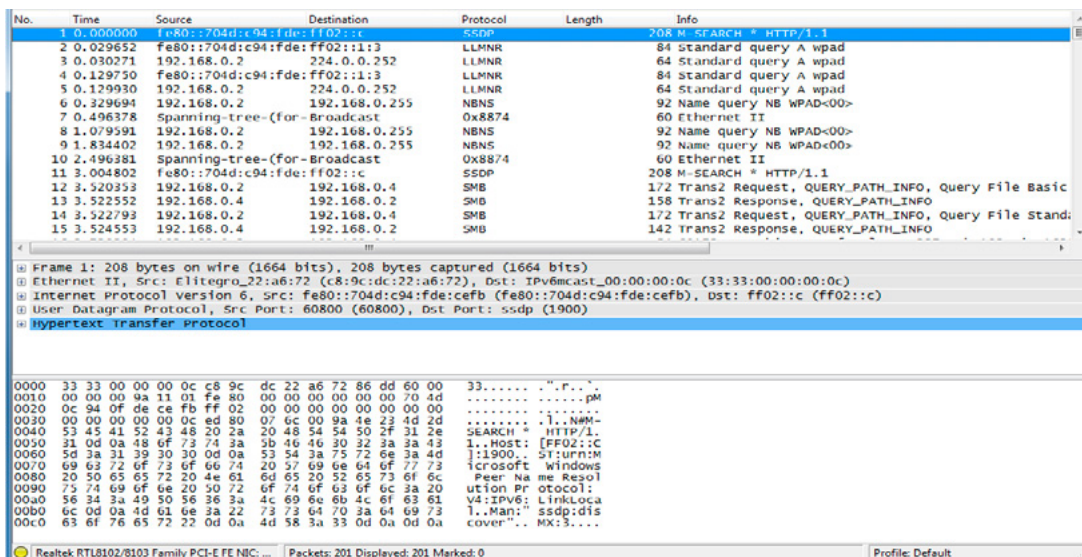 No. Time Source Destination Protocol Length Info
1 0.000000 fe80::704d:c94:fde:ff02::c SSDP 208 M-SEARCH * HTTP/1.1
2 0.029652 fe80::704d:c94:fde:ff02::1:3 LLMNR 84 Standard query A wpad
3 0.030271 192.168.0.2 224.0.0.252 LLMNR 64 Standard query A wpad
4 0.129750 fe80::704d:c94:fde:ff02::1:3 LLMNR 84 Standard query A wpad
5 0.129930 192.168.0.2 224.0.0.252 LLMNR 64 Standard query A wpad
6 0.329694 192.168.0.2 192.168.0.255 NBNS 92 Name query NB WPAD<00>
7 0.496378 Spanning-tree-(for-Broadcast 0x8874 60 Ethernet II
8 1.079591 192.168.0.2 192.168.0.255 NBNS 92 Name query NB WPAD<00>
9 1.834402 192.168.0.2 192.168.0.255 NBNS 92 Name query NB WPAD<00>
10 2.496381 Spanning-tree-(for-Broadcast 0x8874 60 Ethernet II
11 3.004802 fe80::704d:c94:fde:ff02::c SSDP 208 M-SEARCH * HTTP/1.1
12 3.520353 192.168.0.2 192.168.0.4 SMB 172 Trans2 Request, QUERY_PATH_INFO, Query File Basic
13 3.522552 192.168.0.4 192.168.0.2 SMB 158 Trans2 Response, QUERY_PATH_INFO
14 3.522793 192.168.0.2 192.168.0.4 SMB 172 Trans2 Request, QUERY_PATH_INFO, Query File Standa
15 3.524553 192.168.0.4 192.168.0.2 SMB 142 Trans2 Response, QUERY_PATH_INFO
Frame 1: 208 bytes on wire (1664 bits), 208 bytes captured (1664 bits)
Ethernet II, Src: Elitegro_22:a6:72 (c8:9c:dc:22:a6:72), Dst: IPv6mcast_00:00:00:0c (33:33:00:00:00:0c)
Internet Protocol Version 6, Src: fe80::704d:c94:fde:cefb (fe80::704d:c94:fde:cefb), Dst: ff02::c (ff02::c)
User Datagram Protocol, Src Port: 60800 (60800), Dst Port: ssdp (1900)
Hypertext Transfer Protocol
0000 33 33 00 00 00 0c c8 9c dc 22 a6 72 86 dd 60 00 33...... .".r..`.
0010 00 00 00 9a 11 01 fe 80 00 00 00 00 00 00 70 4d ........ ......pM
0020 0c 94 0f de ce fb ff 02 00 00 00 00 00 00 00 00 ........ ........
0030 00 00 00 00 00 0c ed 80 07 6c 00 9a 4e 23 4d 2d ........ .l..N#M-
0040 53 45 41 52 43 48 20 2a 20 48 54 54 50 2f 31 2e SEARCH * HTTP/1.
0050 31 0d 0a 48 6f 73 74 3a 5b 46 46 30 32 3a 3a 43 1..Host: [FF02::C
0060 5d 3a 31 39 30 30 0d 0a 53 54 3a 75 72 6e 3a 4d ]:1900.. ST:urn:M
0070 69 63 72 6f 73 6f 66 74 20 57 69 6e 64 6f 77 73 icrosoft Windows
0080 20 50 65 65 72 20 4e 61 6d 65 20 52 65 73 6f 6c Peer Na me Resol
0090 75 74 69 6f 6e 20 50 72 6f 74 6f 63 6f 6c 3a 20 ution Pr otocol:
00a0 56 34 3a 49 50 56 36 3a 4c 69 6e 6b 4c 6f 63 61 V4:IPV6: LinkLoca
00b0 6c 0d 0a 4d 61 6e 3a 22 73 73 64 70 3a 64 69 73 l..Man:" ssdp:dis
00c0 63 6f 76 65 72 22 0d 0a 4d 58 3a 33 0d 0a 0d 0a cover".. MX:3....
Realtek RTL8102/8103 Family PCI-E FE NIC: ... Packets: 201 Displayed: 201 Marked: 0 Profile: Default